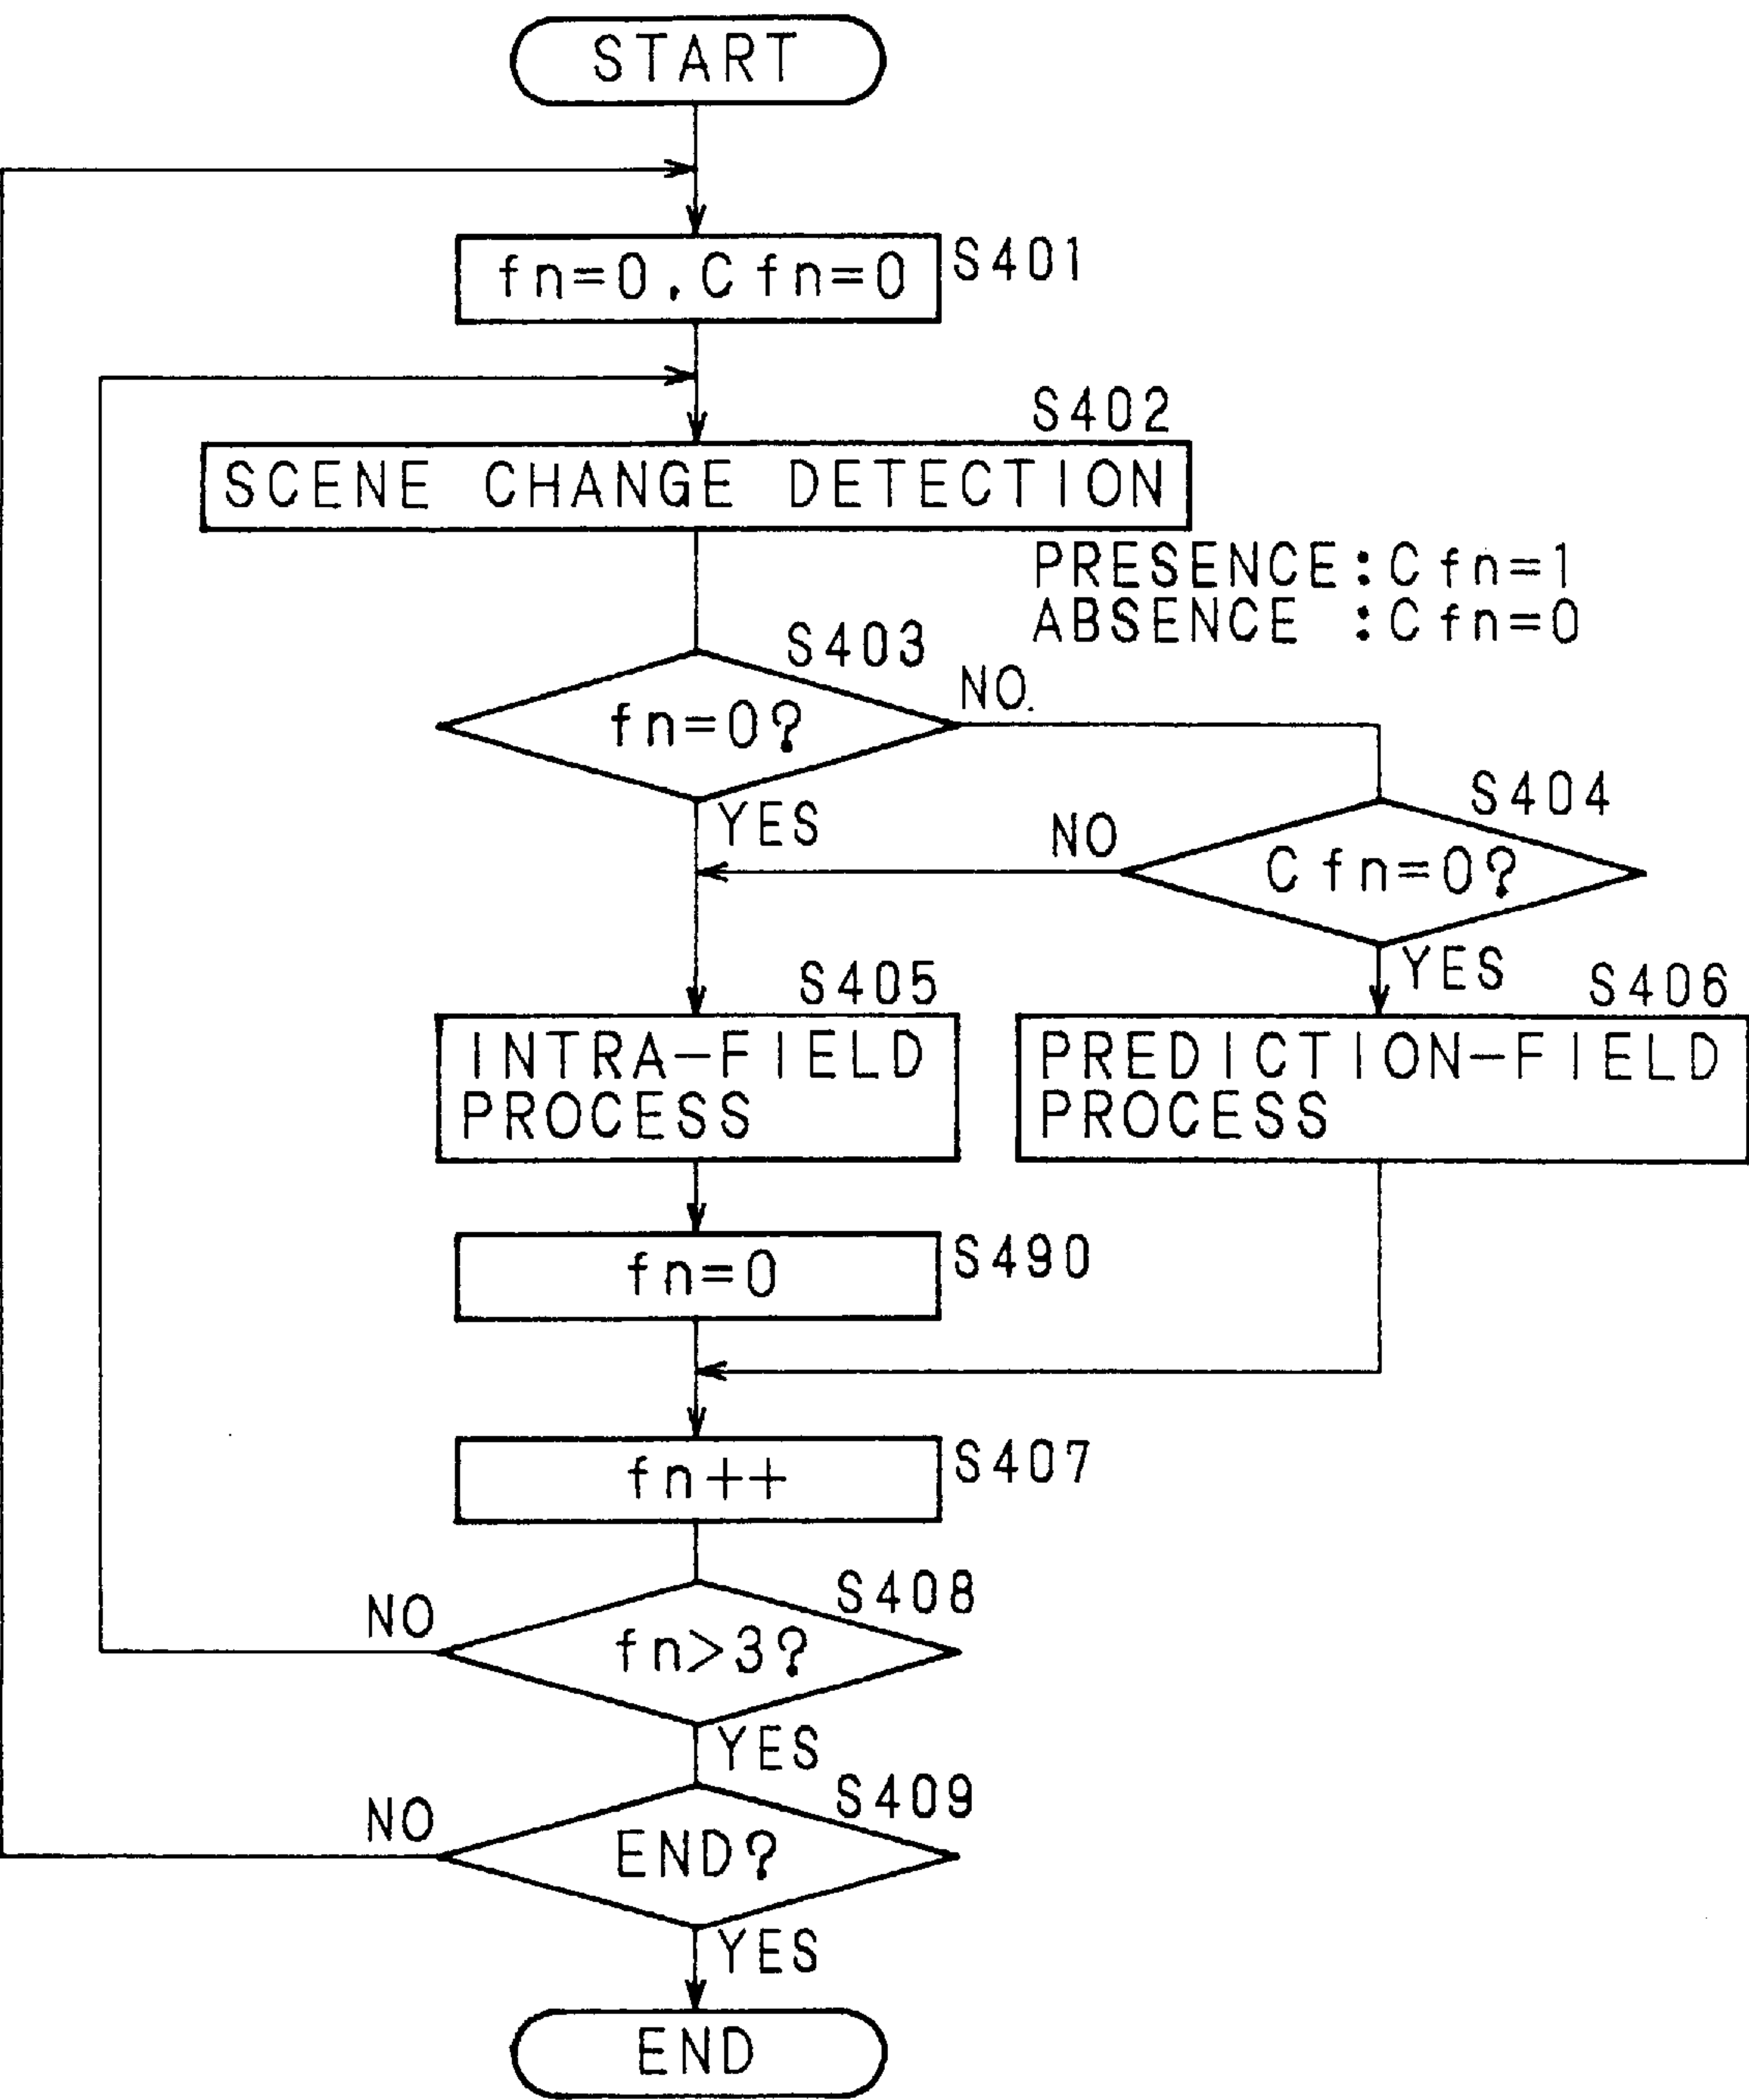 START
fn=0,Cfn=0
S401
S402
SCENE CHANGE DETECTION
PRESENCE:Cfn=1
ABSENCE :Cfn=0
S403
NO
fn=0?
S404
YES
NO
Cfn=0?
YES
S405
S406
INTRA-FIELD
PROCESS
PREDICTION-FIELD
PROCESS
fn=0
S490
fn++
S407
S408
NO
fn>3?
YES
S409
NO
END?
YES
END